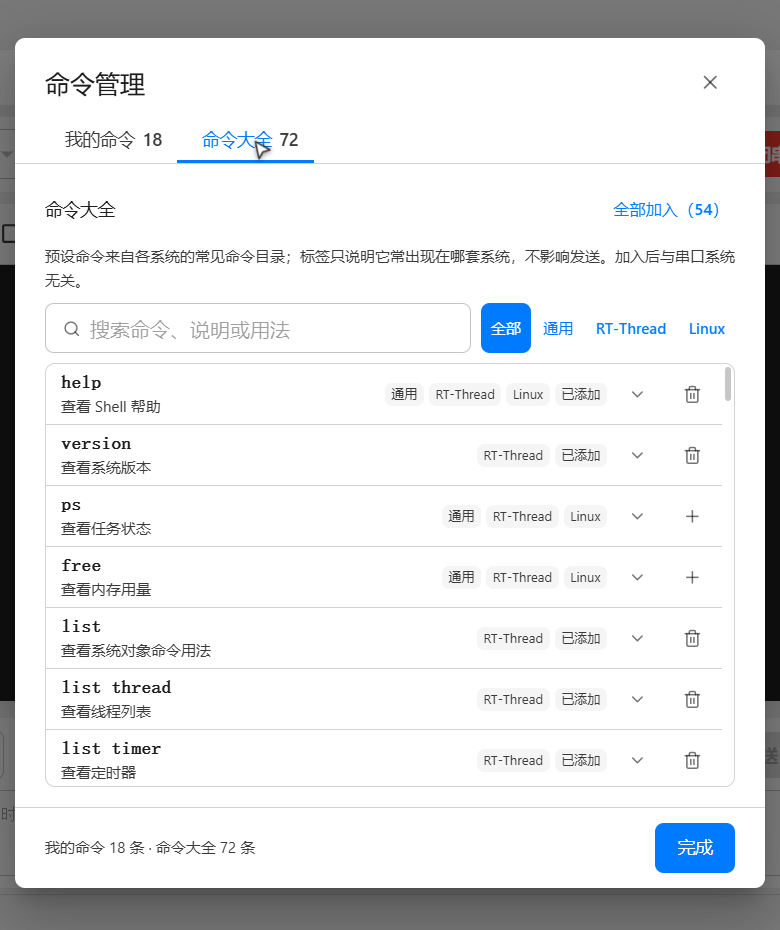 命令管理
我的命令 18
命令大全 72
命令大全
全部加入（54）
预设命令来自各系统的常见命令目录；标签只说明它常出现在哪套系统，不影响发送。加入后与串口系统
无关。
搜索命令、说明或用法
全部 通用 RT-Thread Linux
help
查看 Shell 帮助
通用 RT-Thread Linux 已添加
version
查看系统版本
RT-Thread 已添加
ps
查看任务状态
通用 RT-Thread Linux
free
查看内存用量
通用 RT-Thread Linux
list
查看系统对象命令用法
RT-Thread 已添加
list thread
查看线程列表
RT-Thread 已添加
list timer
查看定时器
RT-Thread 已添加
时
我的命令 18 条 · 命令大全 72 条
完成